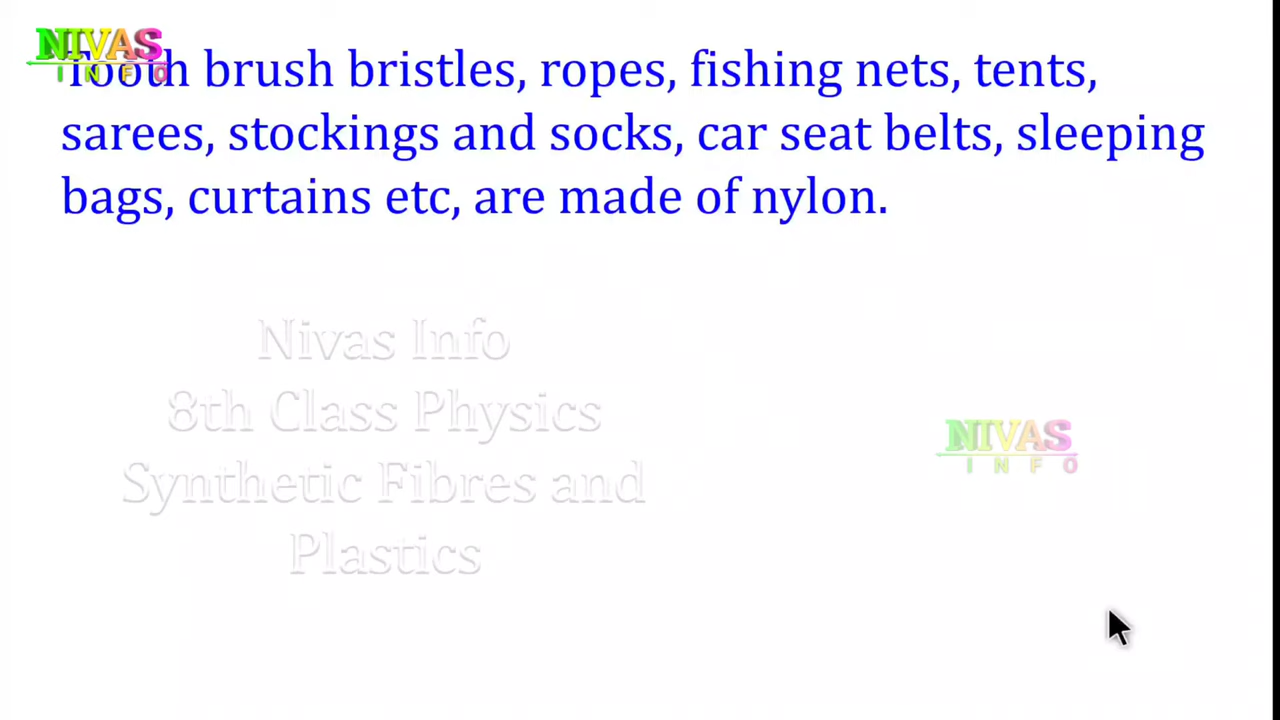 NIVAS
INFO
Tooth brush bristles, ropes, fishing nets, tents,
sarees, stockings and socks, car seat belts, sleeping
bags, curtains etc, are made of nylon.
Nivas Info
8th Class Physics
Synthetic Fibres and
Plastics
NIVAS
INFO